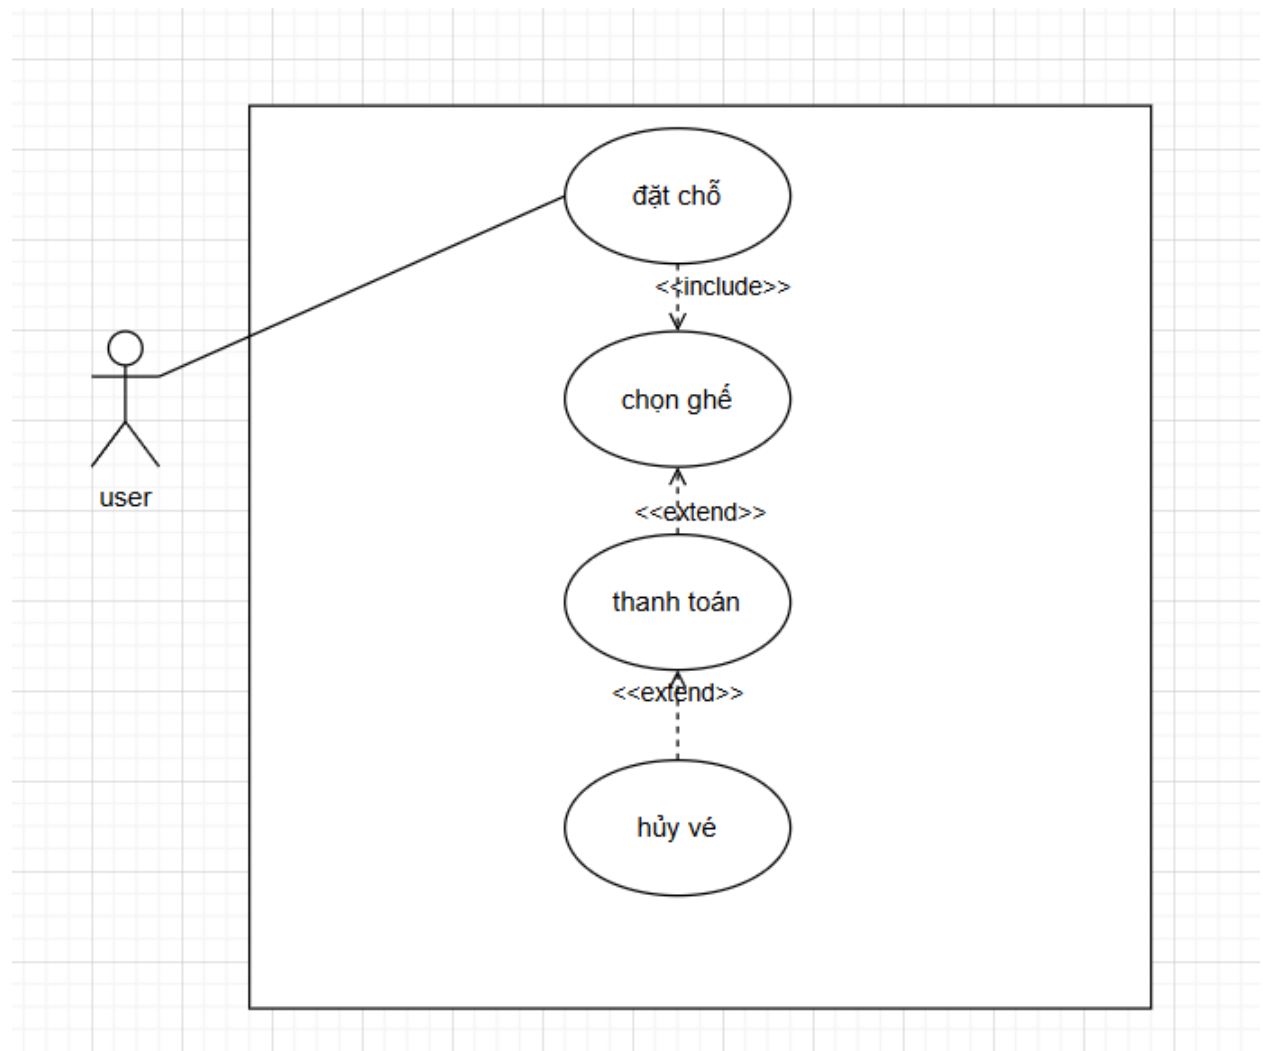 đặt chỗ
<<include>>
chọn ghế
user
<<extend>>
thanh toán
<<extend>>
hủy vé